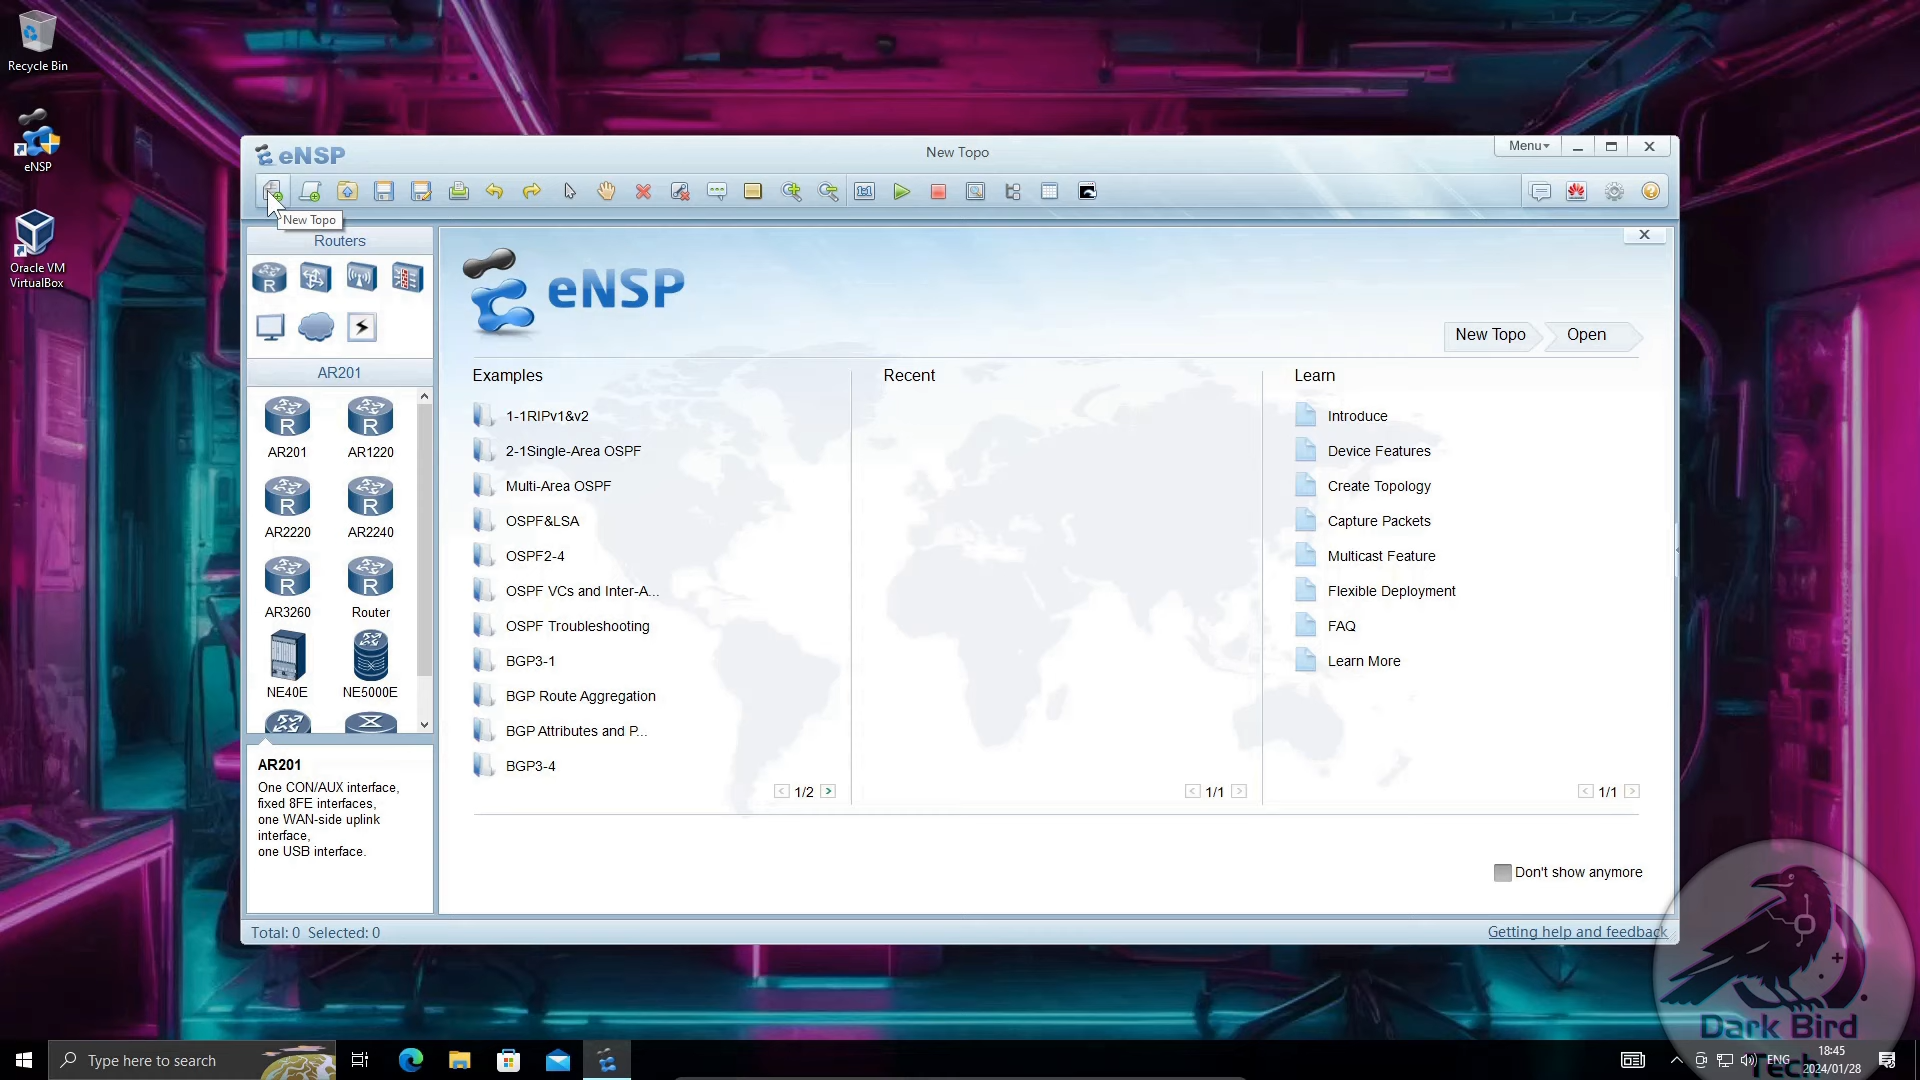 Recycle Bin
eNSP
Oracle VM
VirtualBox
eNSP
New Topo
Menu
New Topo
Routers
R
AR201
R
AR201
R
AR1220
R
AR2220
R
AR2240
R
AR3260
R
Router
NE40E
NE5000E
AR201
One CON/AUX interface,
fixed 8FE interfaces,
one WAN-side uplink
interface,
one USB interface.
eNSP
New Topo
Open
Examples
1-1RIPv1&v2
2-1Single-Area OSPF
Multi-Area OSPF
OSPF&LSA
OSPF2-4
OSPF VCs and Inter-A...
OSPF Troubleshooting
BGP3-1
BGP Route Aggregation
BGP Attributes and P...
BGP3-4
< 1/2 >
Recent
< 1/1 >
Learn
Introduce
Device Features
Create Topology
Capture Packets
Multicast Feature
Flexible Deployment
FAQ
Learn More
< 1/1 >
Don't show anymore
Total: 0 Selected: 0
Getting help and feedback
Dark Bird
Tech
Type here to search
ENG
18:45
2024/01/28